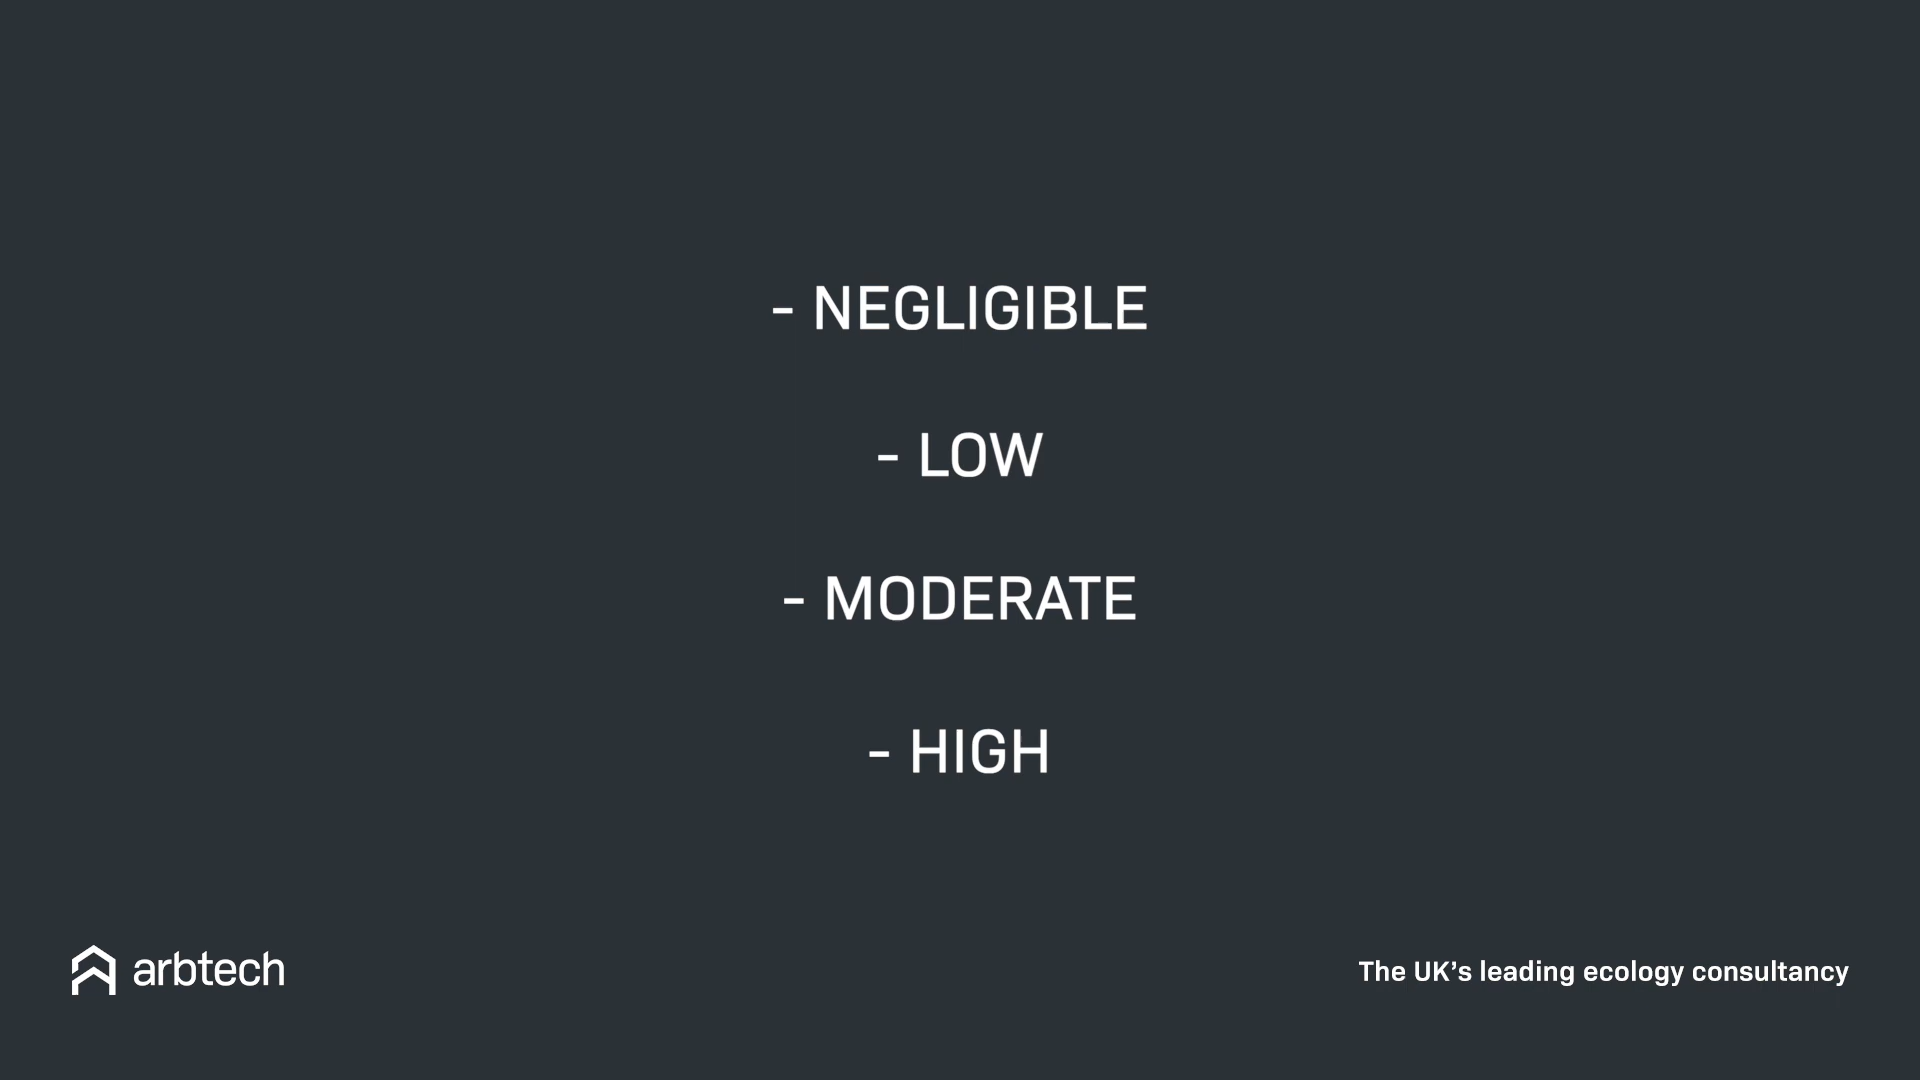 - NEGLIGIBLE
- LOW
- MODERATE
- HIGH
arbtech
The UK's leading ecology consultancy